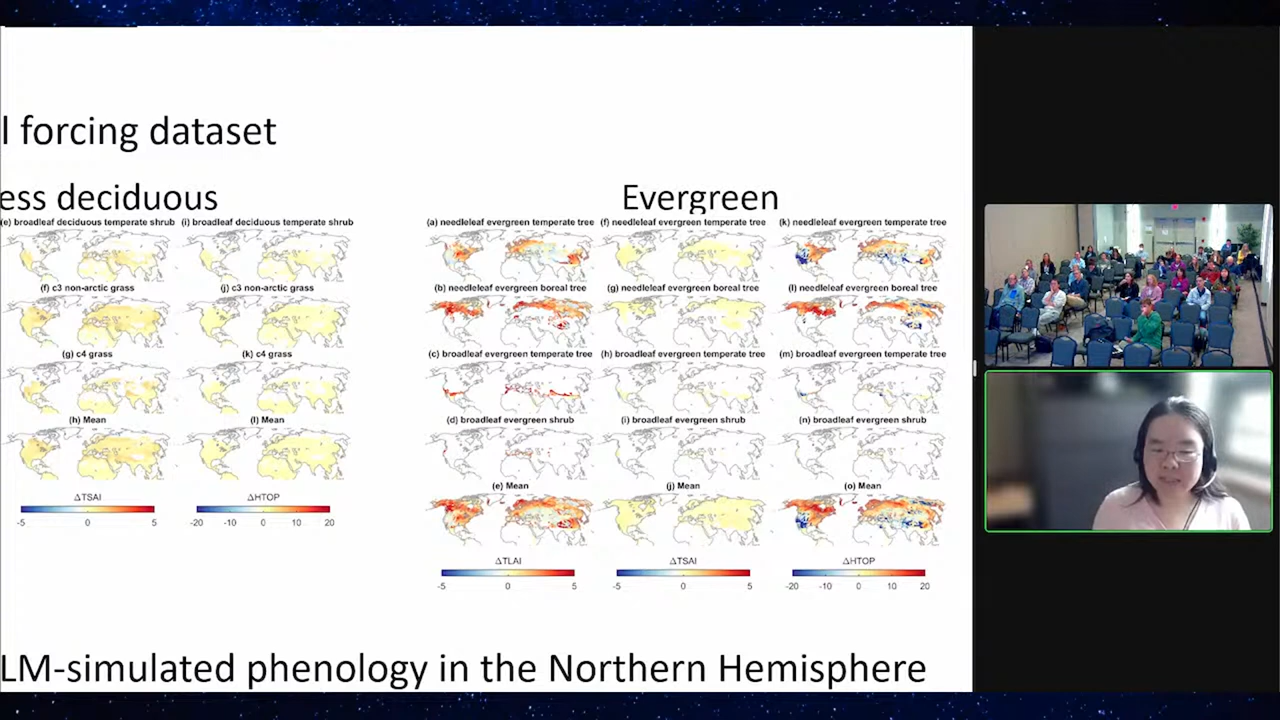 l forcing dataset
ess deciduous
(e) broadleaf deciduous temperate shrub (i) broadleaf deciduous temperate shrub
(f) c3 non-arctic grass (j) c3 non-arctic grass
(g) c4 grass (k) c4 grass
(h) Mean (l) Mean
ΔTSAI ΔHTOP
-5 0 5 -20 -10 0 10 20
Evergreen
(a) needleleaf evergreen temperate tree (f) needleleaf evergreen temperate tree (k) needleleaf evergreen temperate tree
(b) needleleaf evergreen boreal tree (g) needleleaf evergreen boreal tree (l) needleleaf evergreen boreal tree
(c) broadleaf evergreen temperate tree (h) broadleaf evergreen temperate tree (m) broadleaf evergreen temperate tree
(d) broadleaf evergreen shrub (i) broadleaf evergreen shrub (n) broadleaf evergreen shrub
(e) Mean (j) Mean (o) Mean
ΔTLAI ΔTSAI ΔHTOP
-5 0 5 -5 0 5 -20 -10 0 10 20
LM-simulated phenology in the Northern Hemisphere